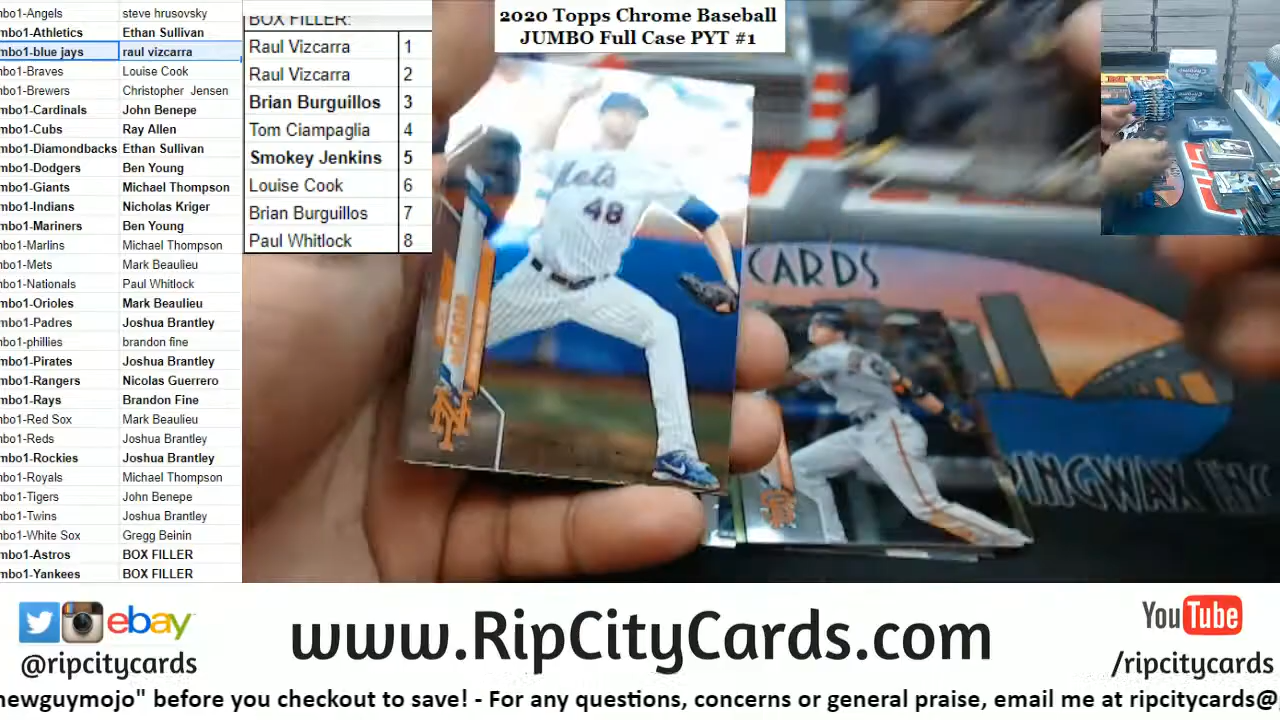 mbo1-Angels steve hrusovsky
mbo1-Athletics Ethan Sullivan
mbo1-blue jays raul vizcarra
mbo1-Braves Louise Cook
mbo1-Brewers Christopher Jensen
mbo1-Cardinals John Benepe
mbo1-Cubs Ray Allen
mbo1-Diamondbacks Ethan Sullivan
mbo1-Dodgers Ben Young
mbo1-Giants Michael Thompson
mbo1-Indians Nicholas Kriger
mbo1-Mariners Ben Young
mbo1-Marlins Michael Thompson
mbo1-Mets Mark Beaulieu
mbo1-Nationals Paul Whitlock
mbo1-Orioles Mark Beaulieu
mbo1-Padres Joshua Brantley
mbo1-phillies brandon fine
mbo1-Pirates Joshua Brantley
mbo1-Rangers Nicolas Guerrero
mbo1-Rays Brandon Fine
mbo1-Red Sox Mark Beaulieu
mbo1-Reds Joshua Brantley
mbo1-Rockies Joshua Brantley
mbo1-Royals Michael Thompson
mbo1-Tigers John Benepe
mbo1-Twins Joshua Brantley
mbo1-White Sox Gregg Beinin
mbo1-Astros BOX FILLER
mbo1-Yankees BOX FILLER
BOX FILLER:
Raul Vizcarra 1
Raul Vizcarra 2
Brian Burguillos 3
Tom Ciampaglia 4
Smokey Jenkins 5
Louise Cook 6
Brian Burguillos 7
Paul Whitlock 8
2020 Topps Chrome Baseball
JUMBO Full Case PYT #1
Mets
48
NY
CARDS
INGWAX INC
ebay
@ripcitycards
www.RipCityCards.com
YouTube
/ripcitycards
newguymojo" before you checkout to save! - For any questions, concerns or general praise, email me at ripcitycards@